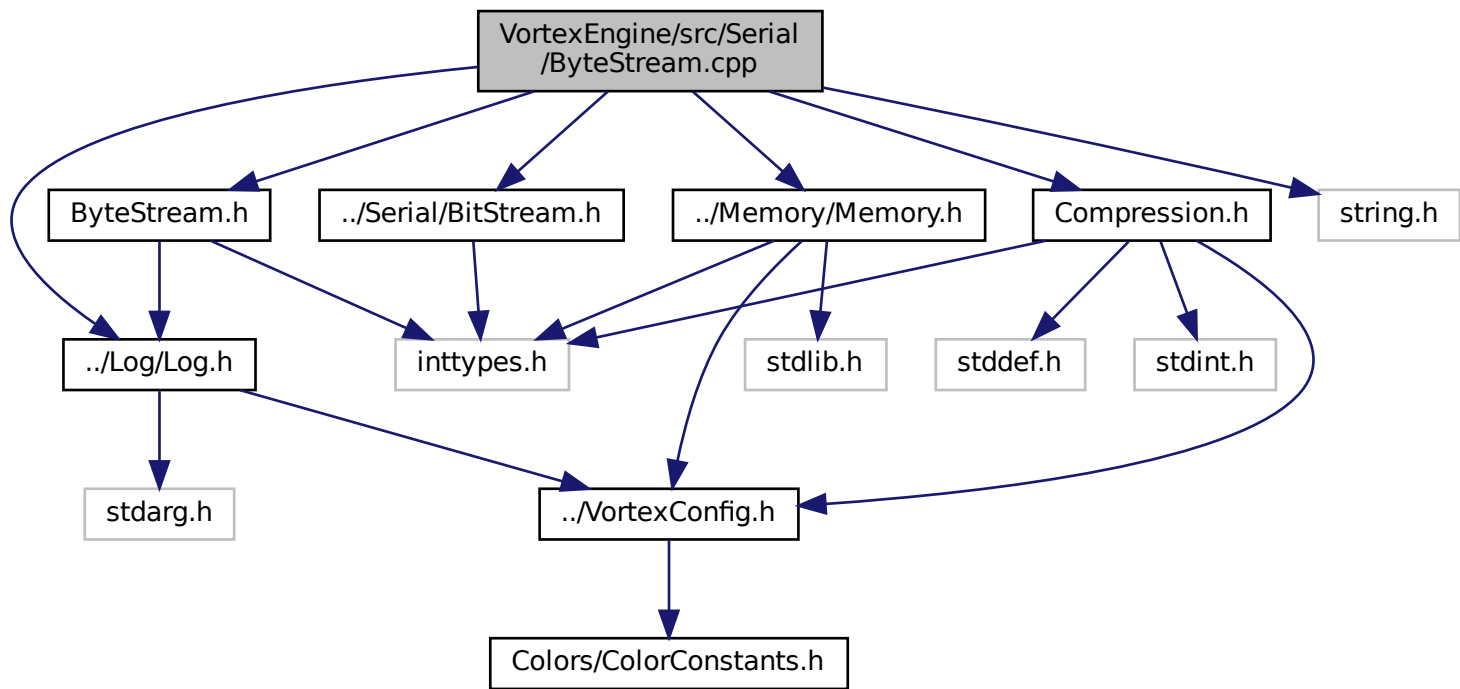 VortexEngine/src/Serial
/ByteStream.cpp
ByteStream.h
../Serial/BitStream.h
../Memory/Memory.h
Compression.h
string.h
../Log/Log.h
inttypes.h
stdlib.h
stddef.h
stdint.h
stdarg.h
../VortexConfig.h
Colors/ColorConstants.h